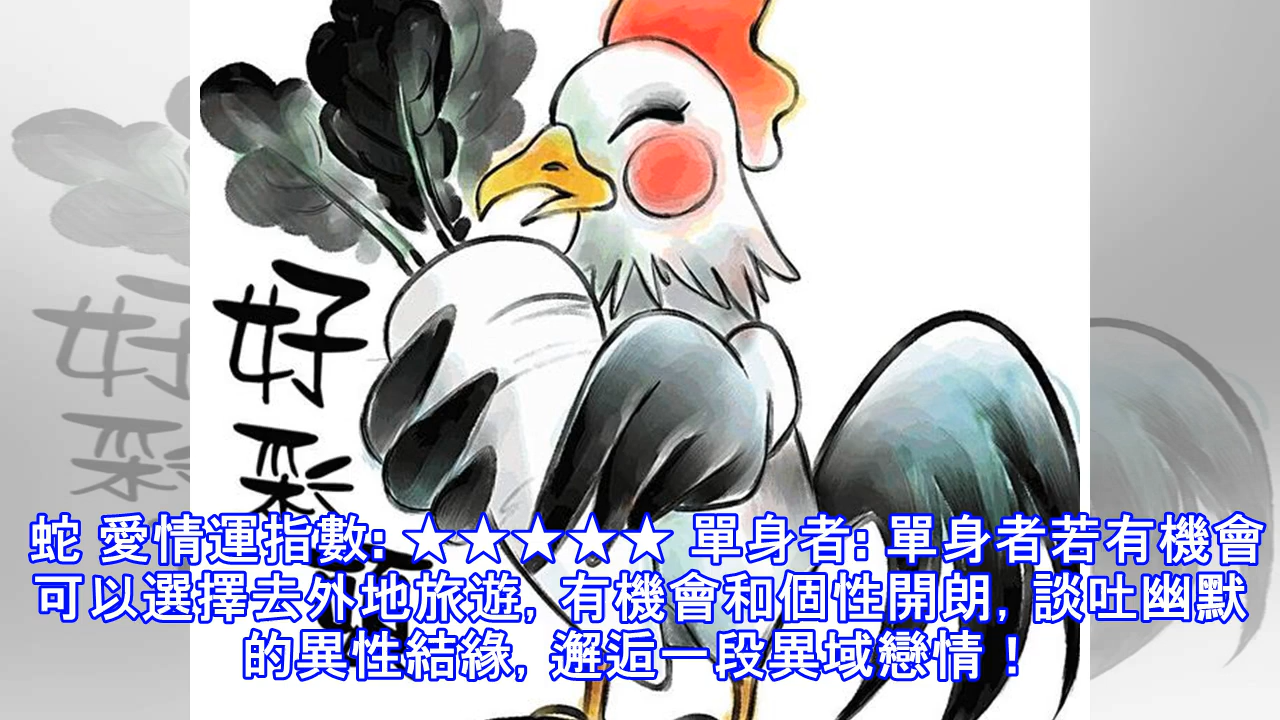 好
彩
頭
蛇 愛情運指數: ★★★★★ 單身者: 單身者若有機會
可以選擇去外地旅遊, 有機會和個性開朗, 談吐幽默
的異性結緣, 邂逅一段異域戀情！